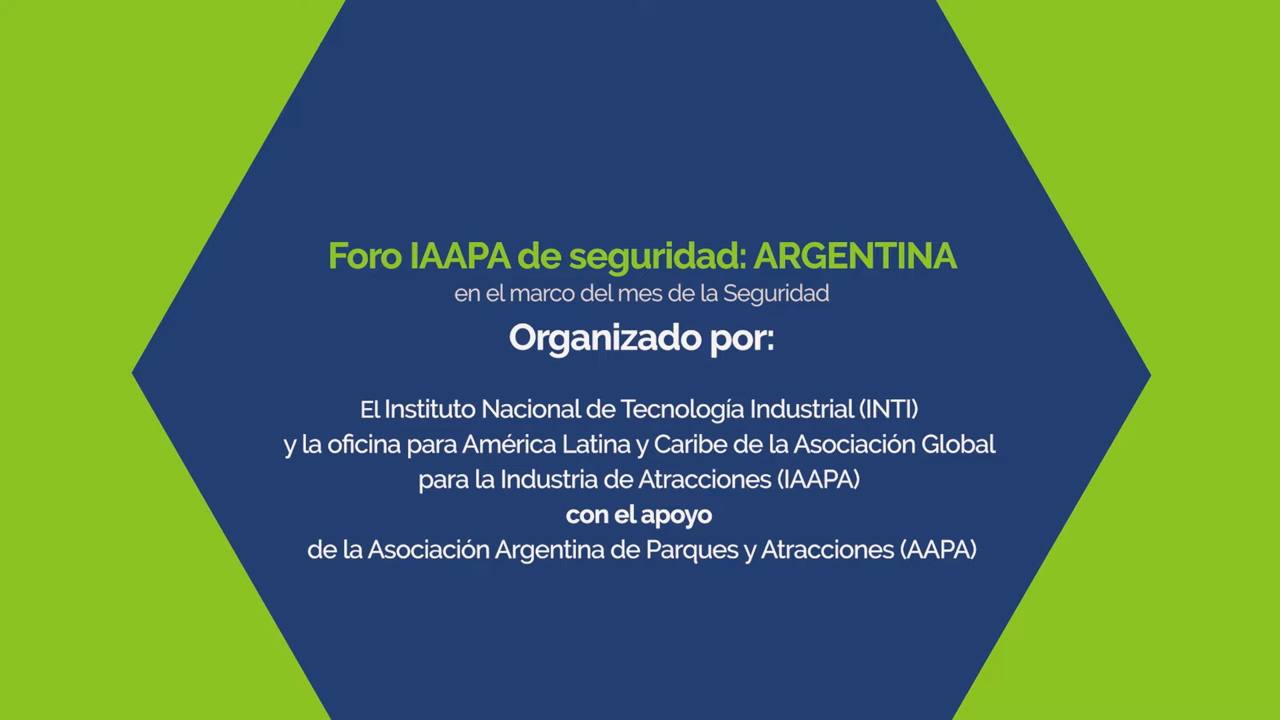 Foro IAAPA de seguridad: ARGENTINA
en el marco del mes de la Seguridad
Organizado por:
El Instituto Nacional de Tecnología Industrial (INTI)
y la oficina para América Latina y Caribe de la Asociación Global
para la Industria de Atracciones (IAAPA)
con el apoyo
de la Asociación Argentina de Parques y Atracciones (AAPA)